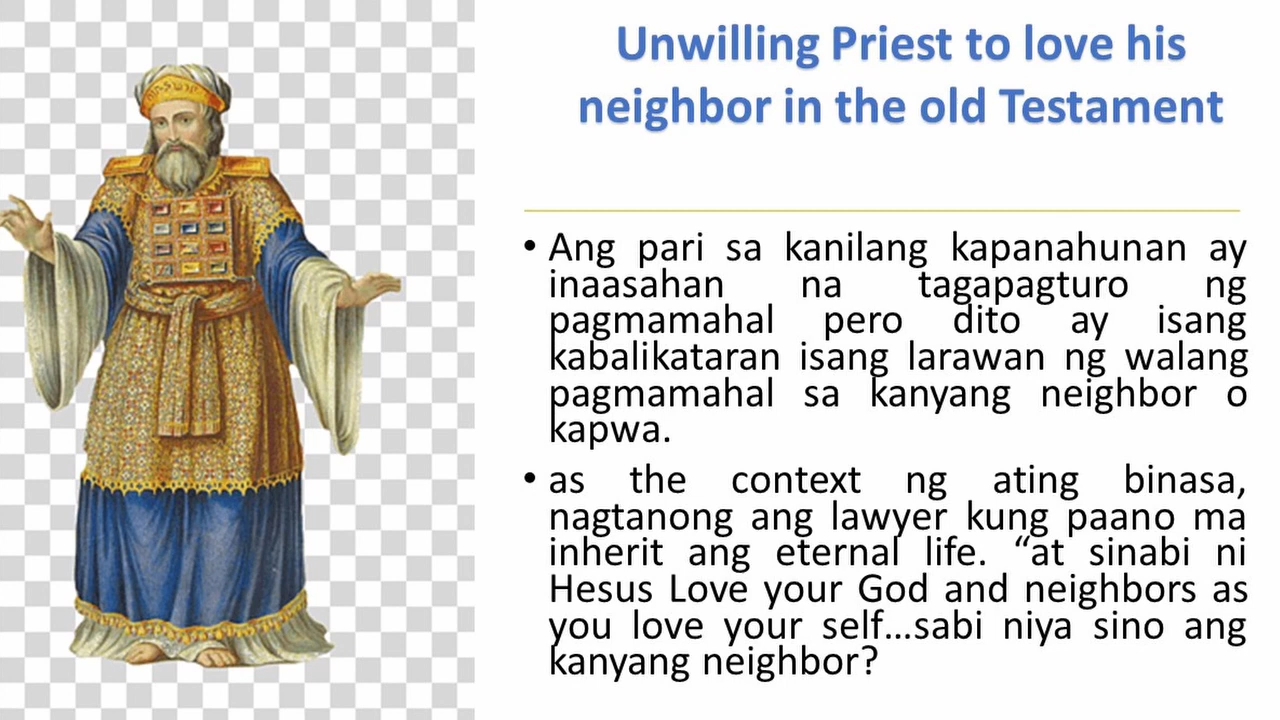 Unwilling Priest to love his
neighbor in the old Testament
• Ang pari sa kanilang kapanahunan ay
inaasahan na tagapagturo ng
pagmamahal pero dito ay isang
kabalikataran isang larawan ng walang
pagmamahal sa kanyang neighbor o
kapwa.
• as the context ng ating binasa,
nagtanong ang lawyer kung paano ma
inherit ang eternal life. “at sinabi ni
Hesus Love your God and neighbors as
you love your self…sabi niya sino ang
kanyang neighbor?